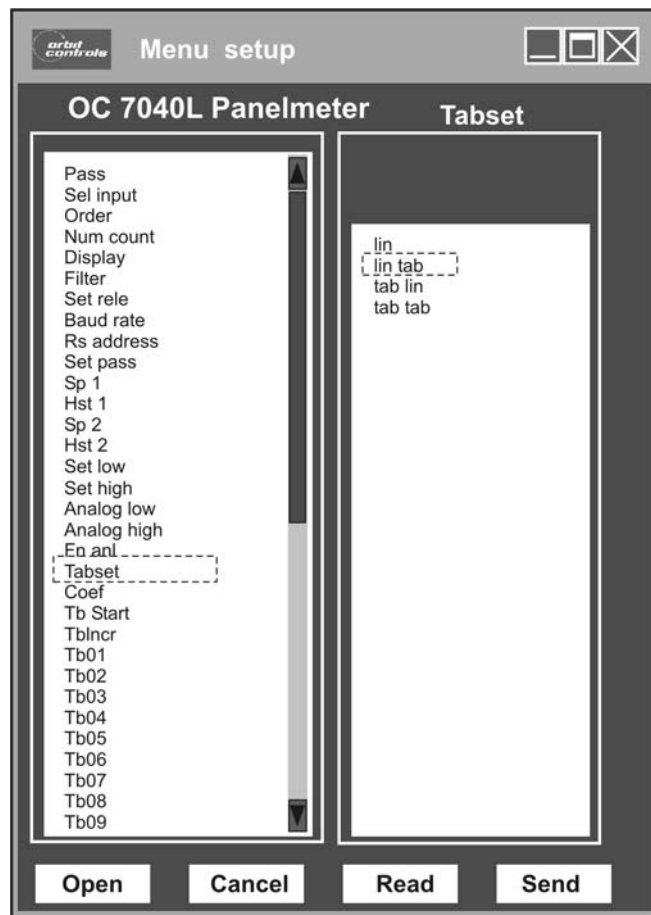 orbit
controls
Menu setup
OC 7040L Panelmeter
Tabset
Pass
Sel input
Order
Num count
Display
Filter
Set rele
Baud rate
Rs address
Set pass
Sp 1
Hst 1
Sp 2
Hst 2
Set low
Set high
Analog low
Analog high
En anl
Tabset
Coef
Tb Start
TbIncr
Tb01
Tb02
Tb03
Tb04
Tb05
Tb06
Tb07
Tb08
Tb09
lin
lin tab
tab lin
tab tab
Open
Cancel
Read
Send